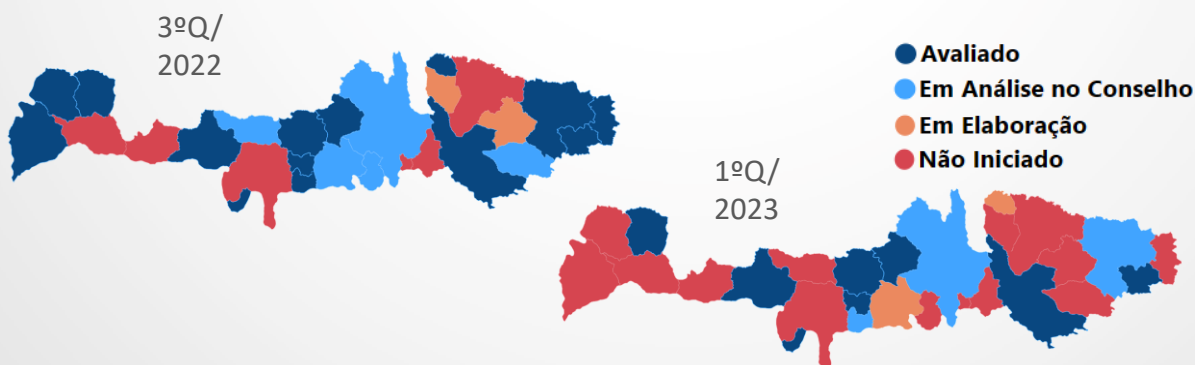 3ºQ/
2022
Avaliado
Em Análise no Conselho
Em Elaboração
Não Iniciado
1ºQ/
2023